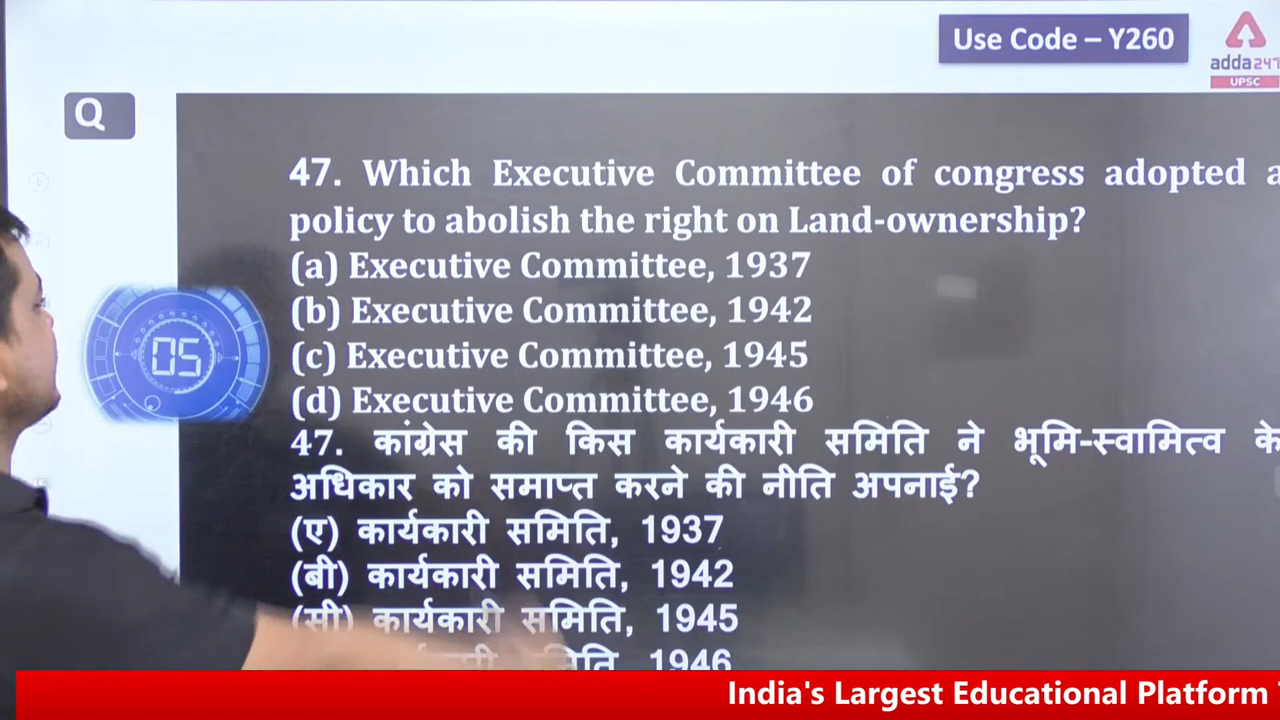 Use Code – Y260
adda247
UPSC
Q
47. Which Executive Committee of congress adopted a
policy to abolish the right on Land-ownership?
(a) Executive Committee, 1937
(b) Executive Committee, 1942
05
(c) Executive Committee, 1945
(d) Executive Committee, 1946
47. कांग्रेस की किस कार्यकारी समिति ने भूमि-स्वामित्व के
अधिकार को समाप्त करने की नीति अपनाई?
(ए) कार्यकारी समिति, 1937
(बी) कार्यकारी समिति, 1942
(सी) कार्यकारी समिति, 1945
1946
India's Largest Educational Platform